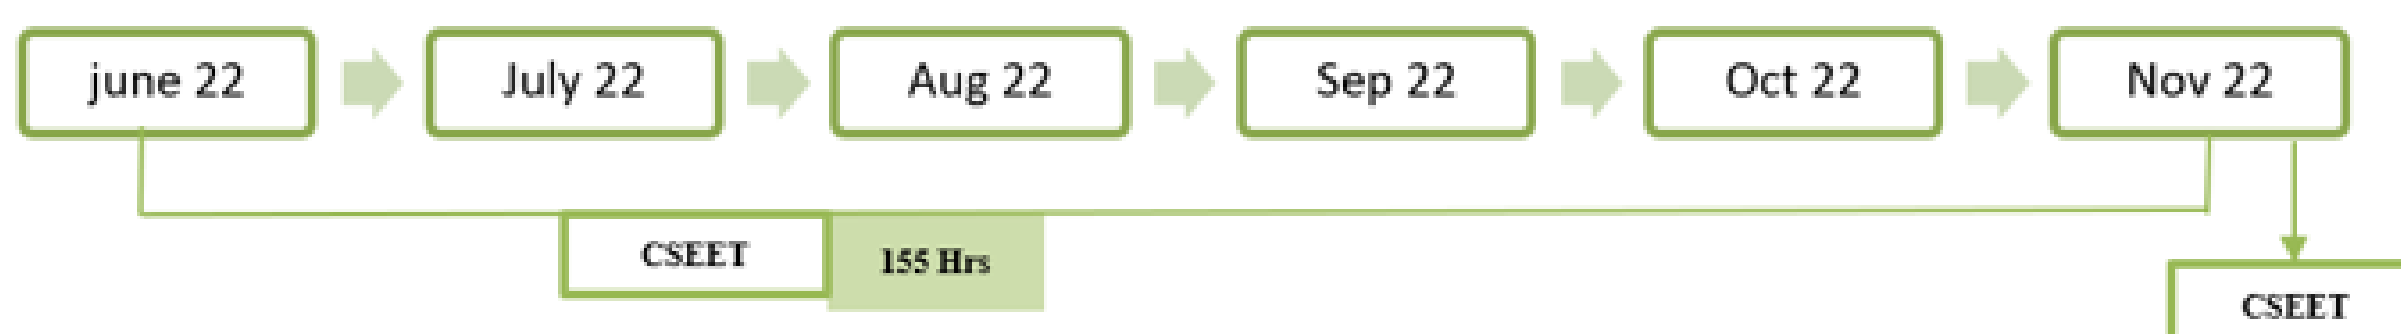 june 22 July 22 Aug 22 Sep 22 Oct 22 Nov 22
CSEET 155 Hrs
CSEET